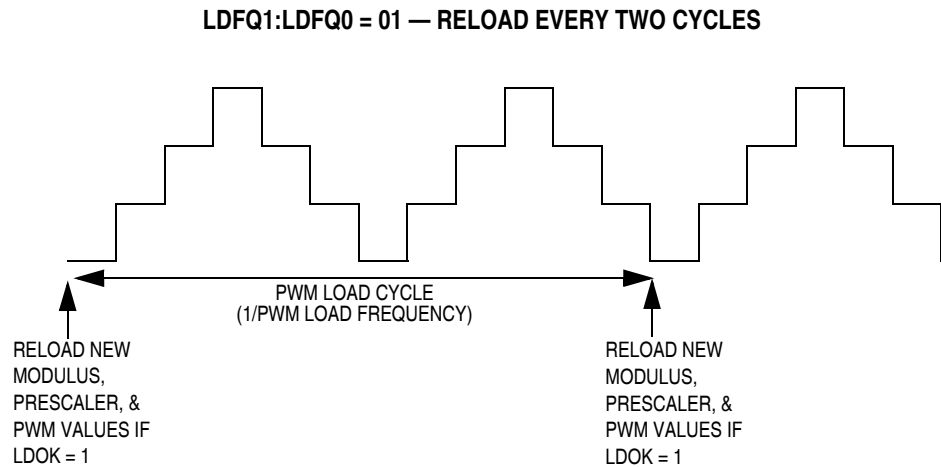 LDFQ1:LDFQ0 = 01 — RELOAD EVERY TWO CYCLES
PWM LOAD CYCLE
(1/PWM LOAD FREQUENCY)
RELOAD NEW
MODULUS,
PRESCALER, &
PWM VALUES IF
LDOK = 1
RELOAD NEW
MODULUS,
PRESCALER, &
PWM VALUES IF
LDOK = 1